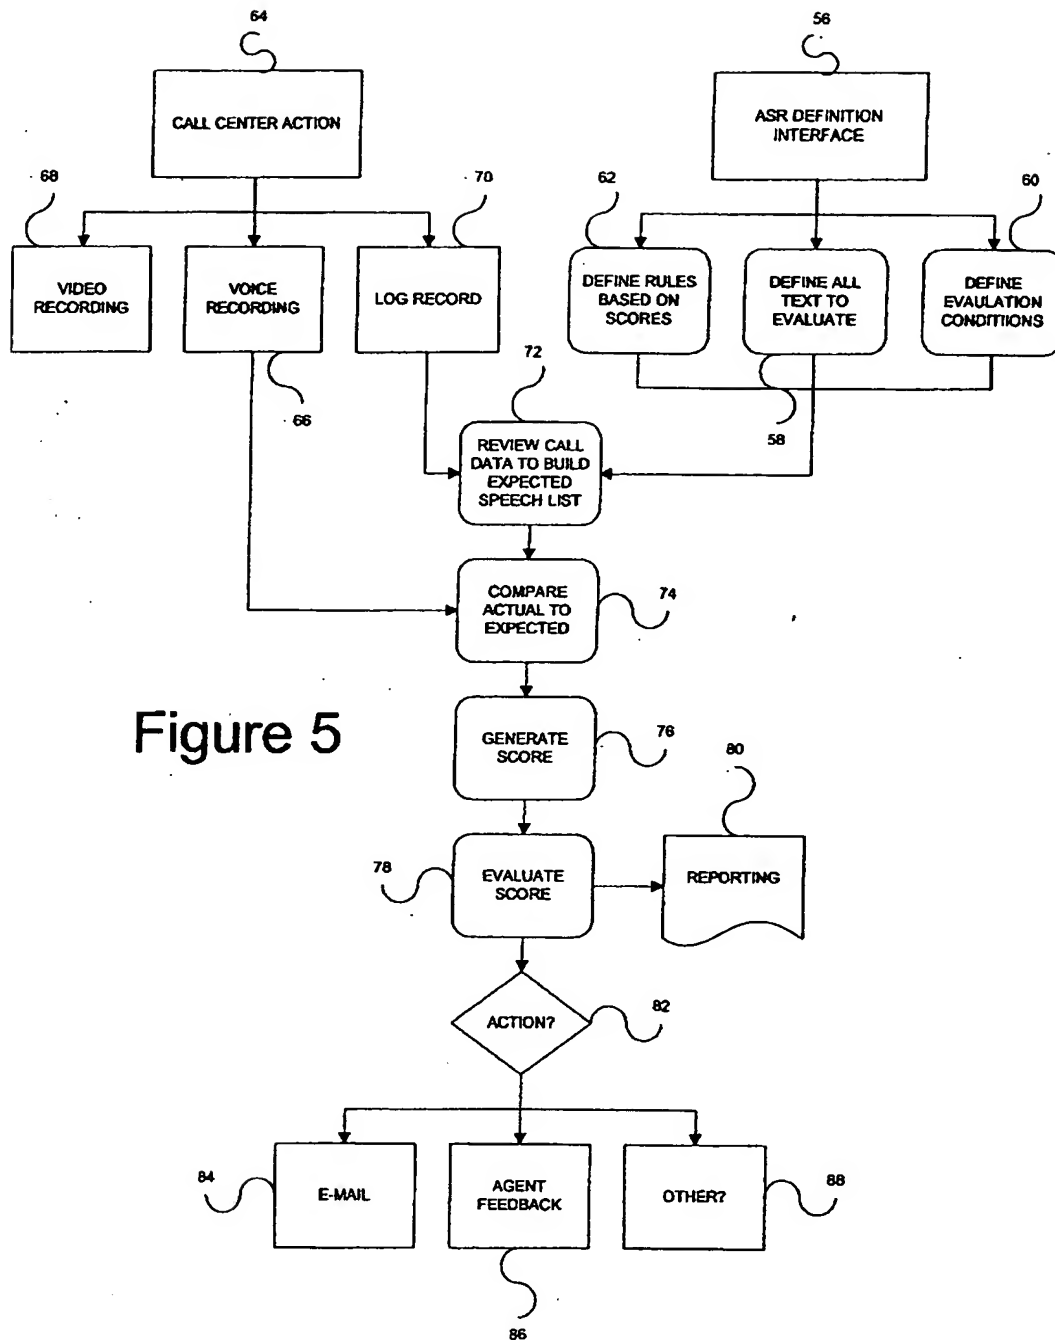 64
56
CALL CENTER ACTION
ASR DEFINITION
INTERFACE
68
70
62
60
VIDEO
RECORDING
VOICE
RECORDING
LOG RECORD
DEFINE RULES
BASED ON
SCORES
DEFINE ALL
TEXT TO
EVALUATE
DEFINE
EVAULATION
CONDITIIONS
72
66
58
REVIEW CALL
DATA TO BUILD
EXPECTED
SPEECH LIST
COMPARE
ACTUAL TO
EXPECTED
74
Figure 5
GENERATE
SCORE
76
80
78
EVALUATE
SCORE
REPORTING
ACTION?
82
84
E-MAIL
AGENT
FEEDBACK
OTHER?
88
86